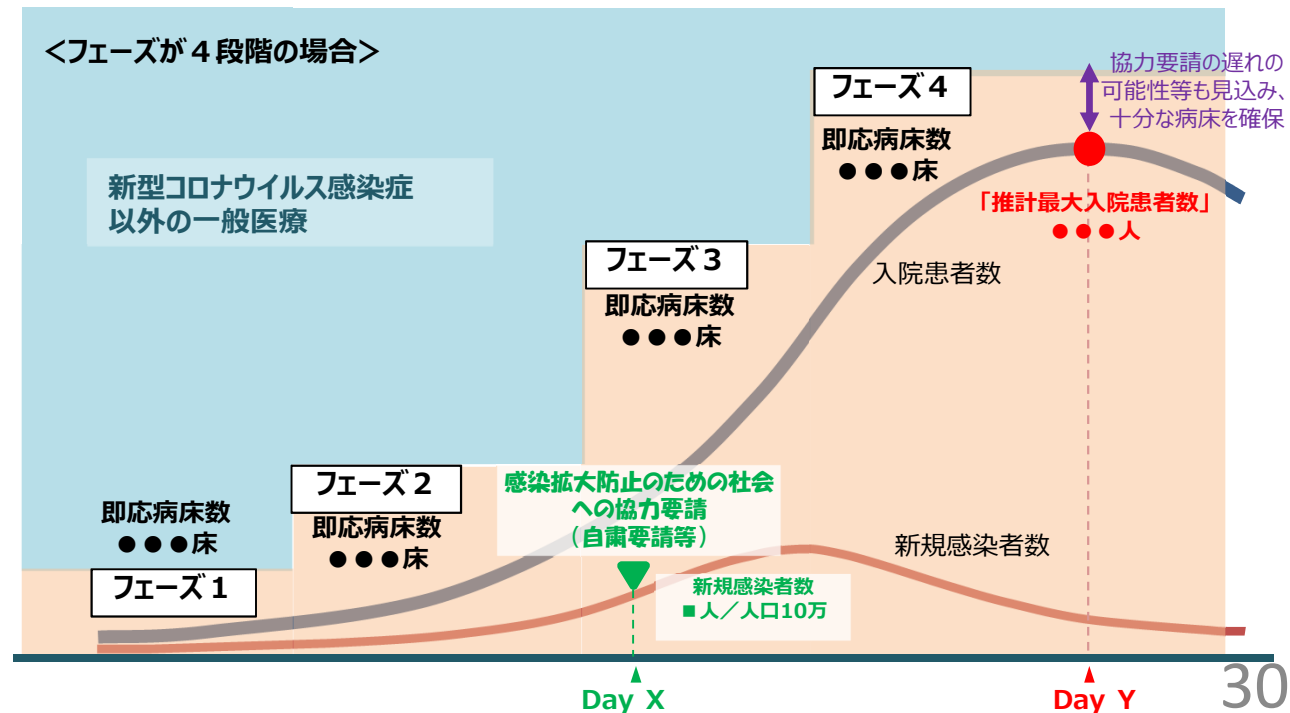 ＜フェーズが４段階の場合＞
協力要請の遅れの
可能性等も見込み、
十分な病床を確保
フェーズ４
即応病床数
●●●床
新型コロナウイルス感染症
以外の一般医療
「推計最大入院患者数」
●●●人
フェーズ３
即応病床数
●●●床
入院患者数
フェーズ２
即応病床数
●●●床
感染拡大防止のための社会
への協力要請
（自粛要請等）
即応病床数
●●●床
フェーズ１
新規感染者数
新規感染者数
■人／人口10万
Day X
Day Y
30